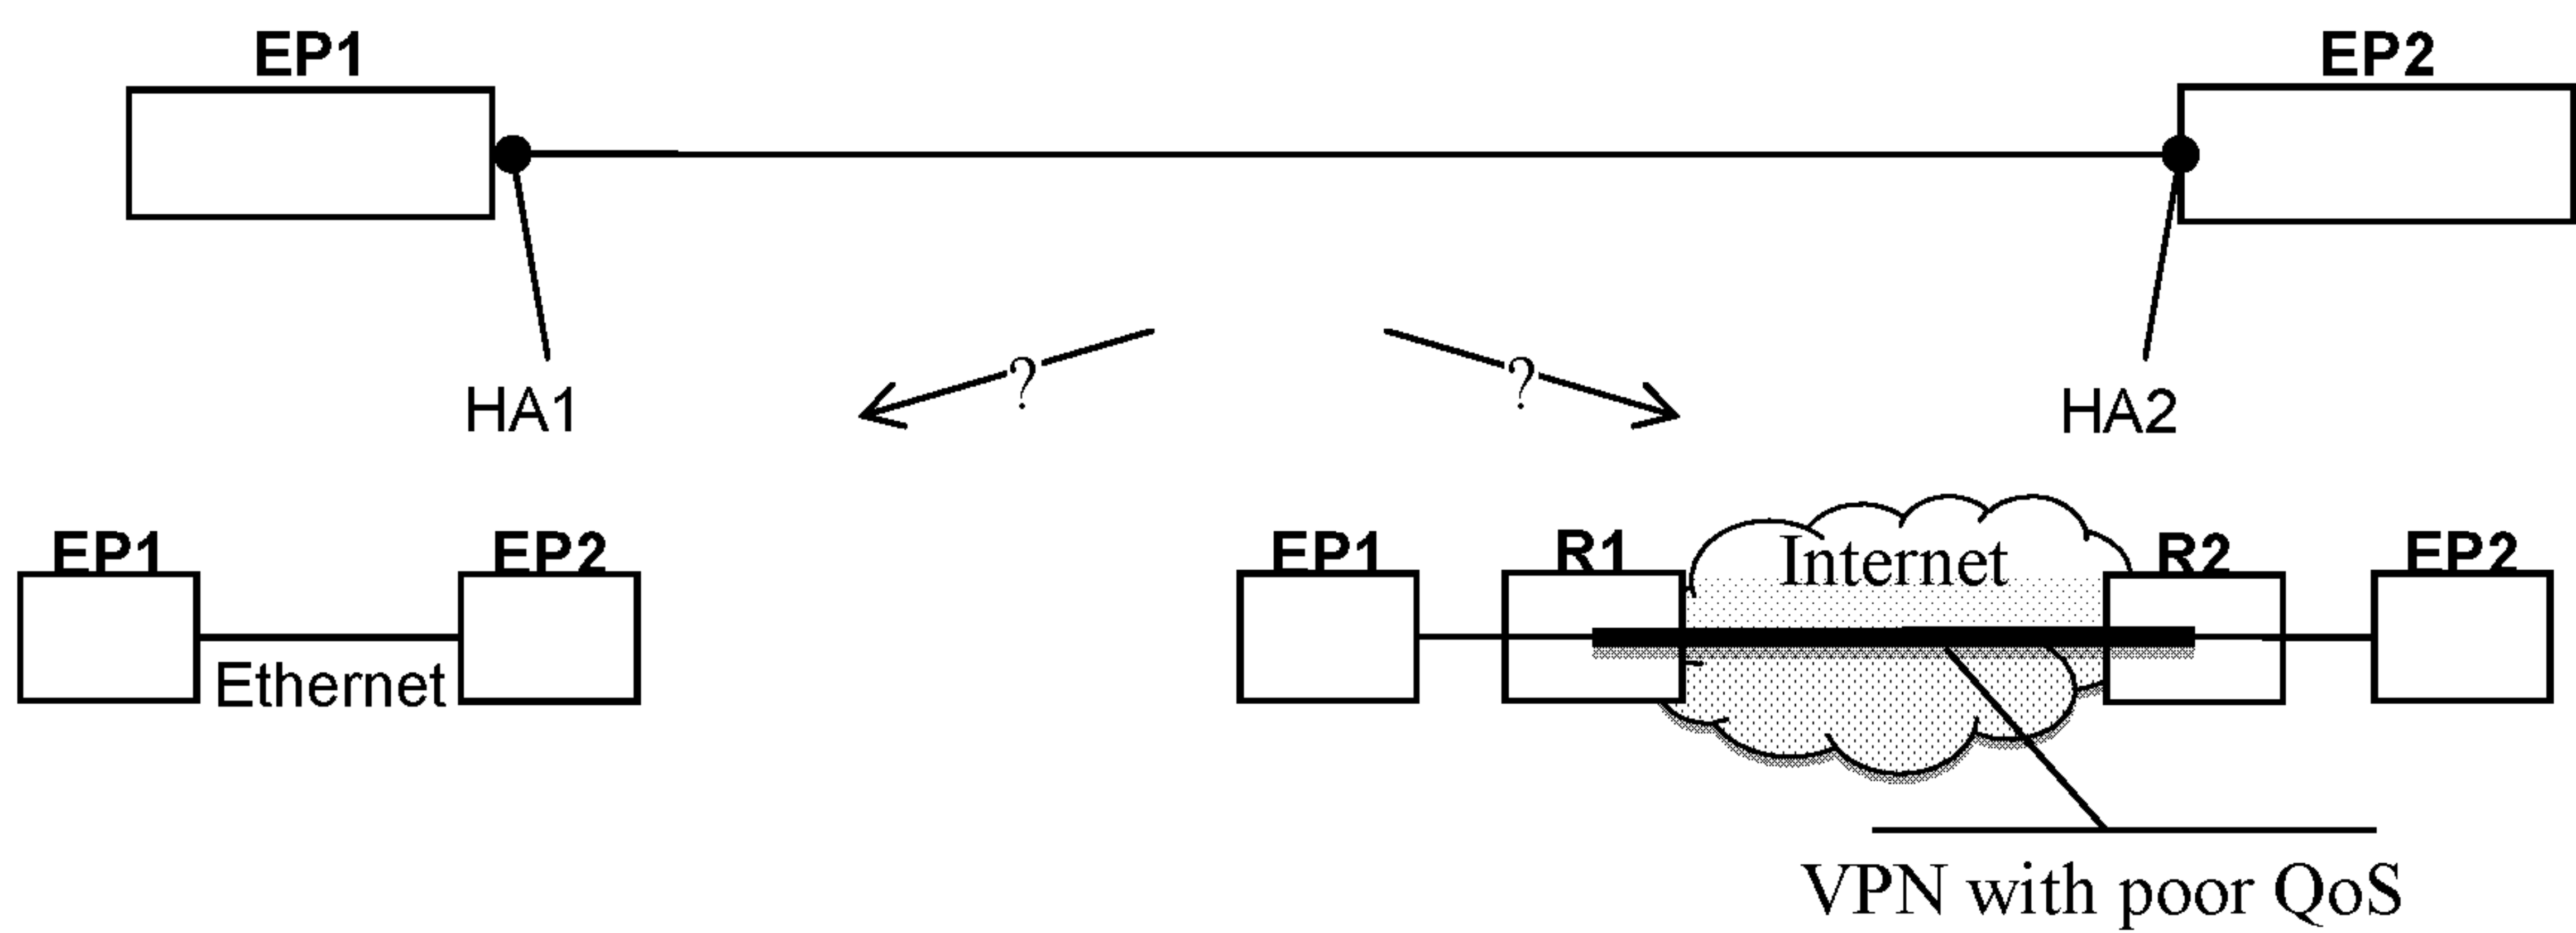 EP1
EP2
HA1
?
?
HA2
EP1
EP2
Ethernet
EP1
R1
Internet
R2
EP2
VPN with poor QoS